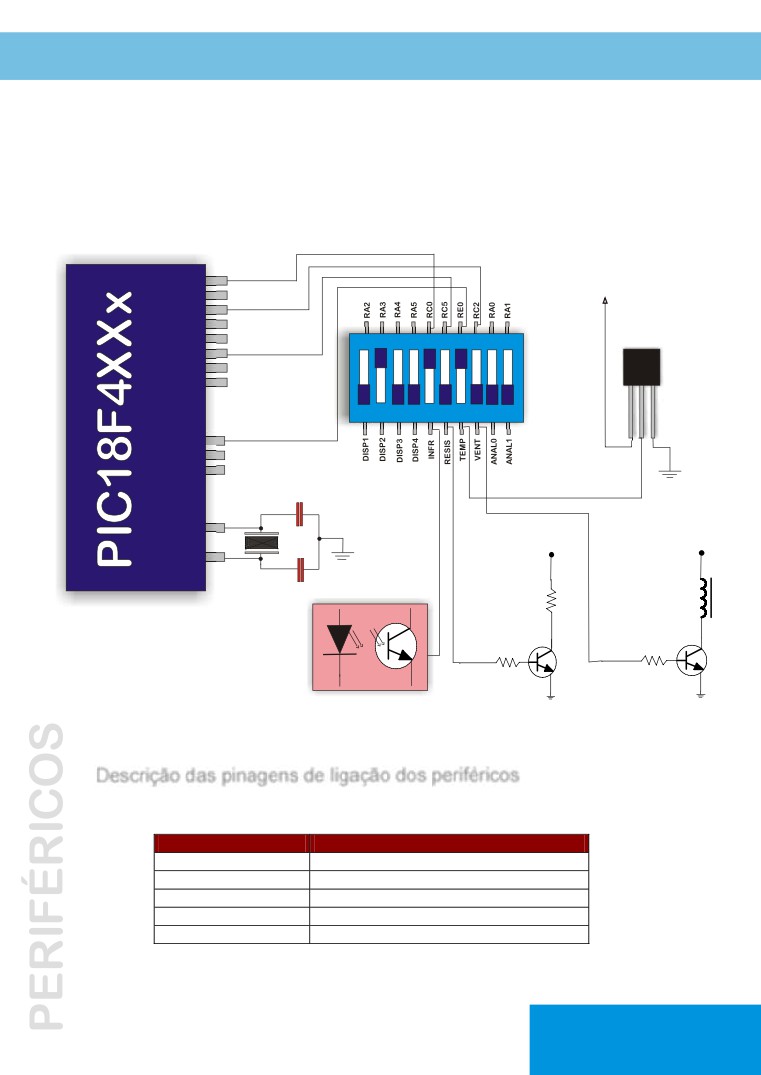 PIC18F4XXx
RA2
RA3
RA4
RA5
RC0
RC5
RE0
RC2
RA0
RA1
DISP1
DISP2
DISP3
DISP4
INFR
RESIS
TEMP
VENT
ANAL0
ANAL1
PERIFÉRICOS
Descrição das pinagens de ligação dos periféricos